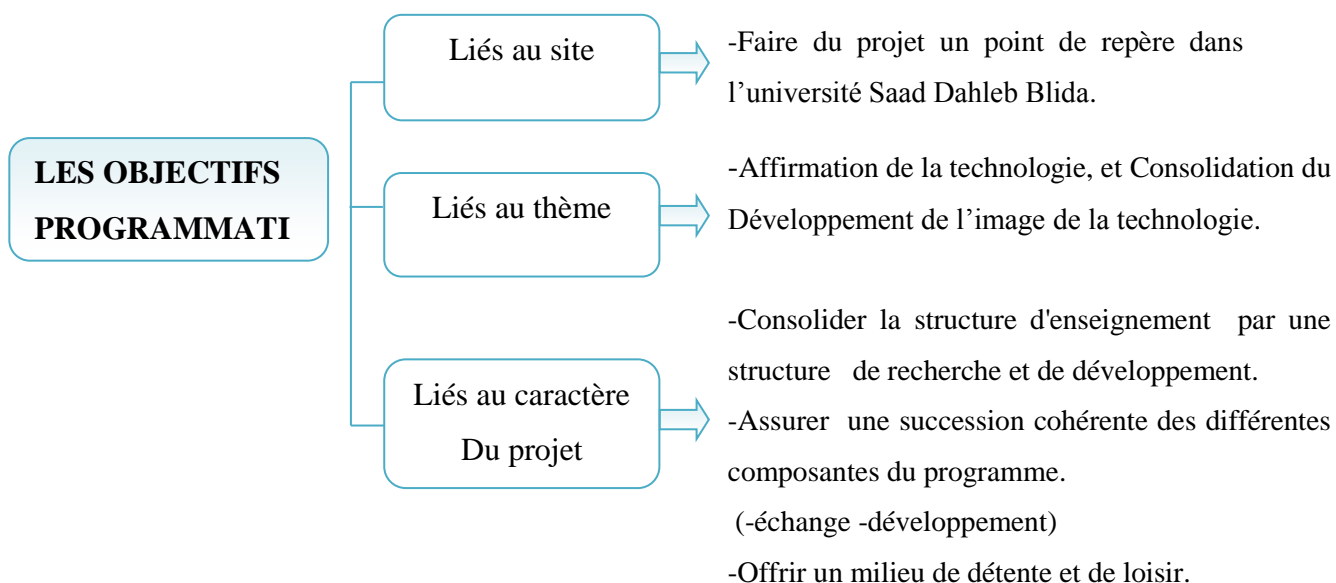 LES OBJECTIFS
PROGRAMMATI
Liés au site
-Faire du projet un point de repère dans
l’université Saad Dahleb Blida.
Liés au thème
-Affirmation de la technologie, et Consolidation du
Développement de l’image de la technologie.
Liés au caractère
Du projet
-Consolider la structure d'enseignement par une
structure de recherche et de développement.
-Assurer une succession cohérente des différentes
composantes du programme.
(-échange -développement)
-Offrir un milieu de détente et de loisir.